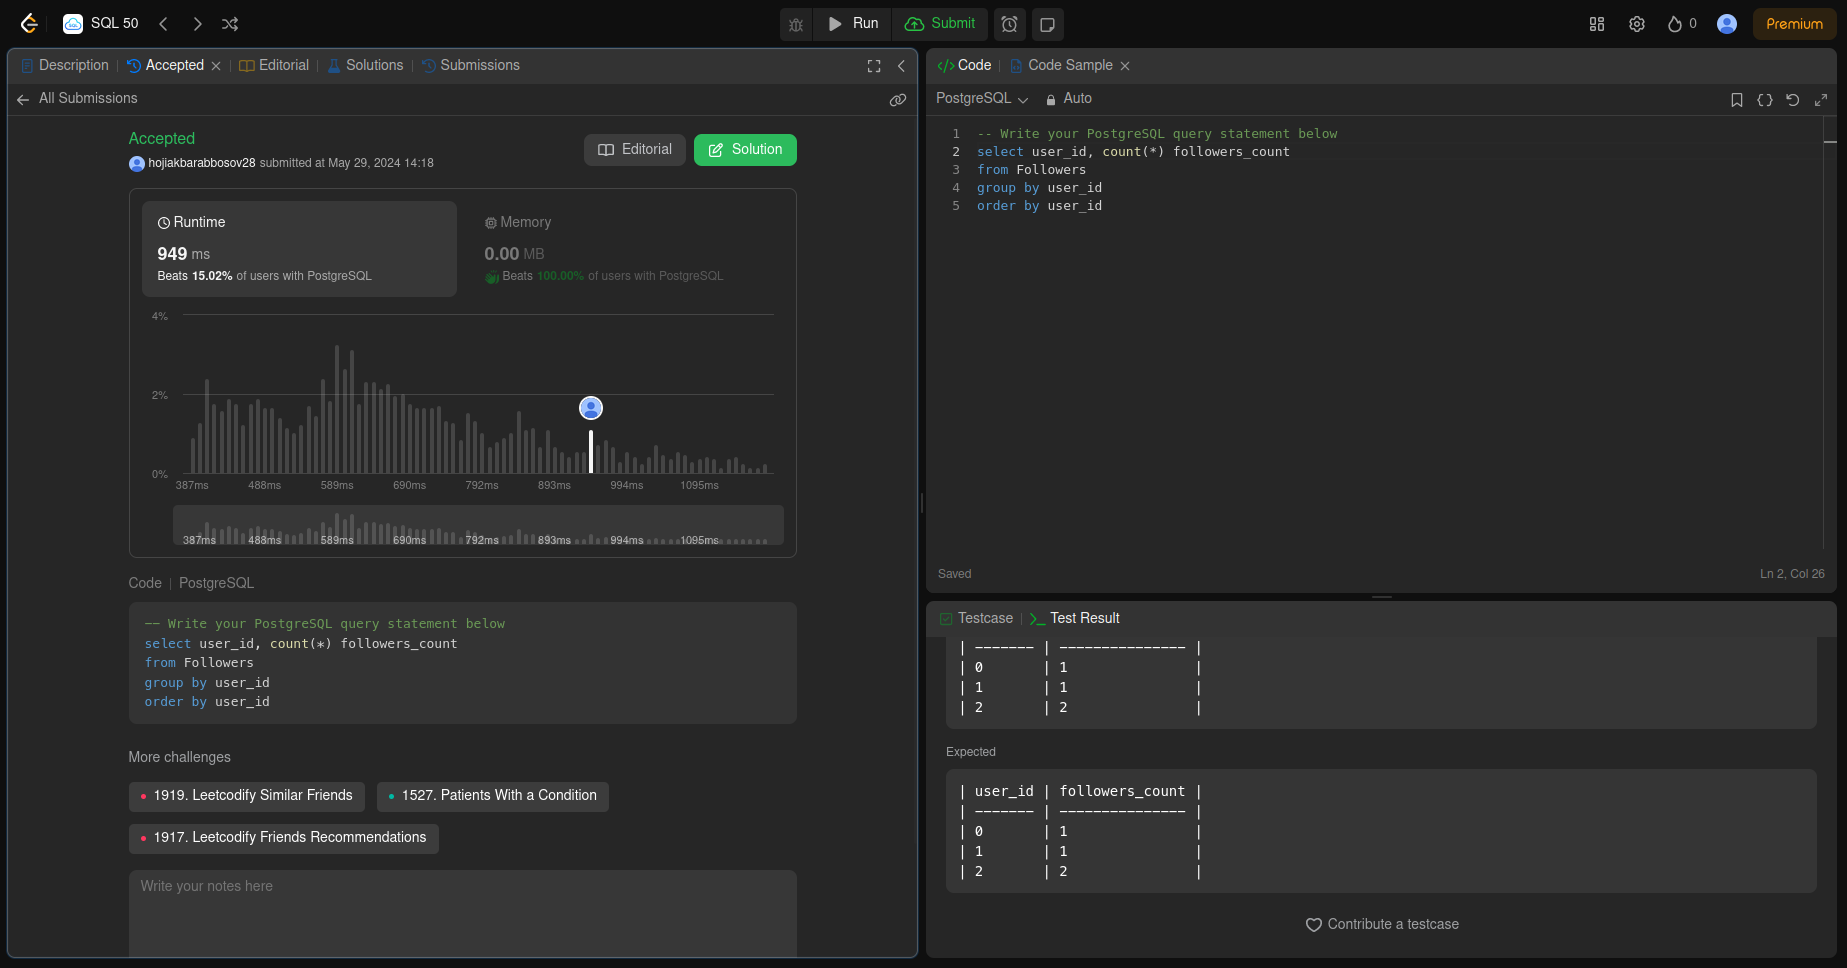 SQL 50
Run
Submit
0
Premium
Description | Accepted | Editorial | Solutions | Submissions
All Submissions
Accepted
hojiakbarabbosov28 submitted at May 29, 2024 14:18
Editorial
Solution
Runtime
949 ms
Beats 15.02% of users with PostgreSQL
Memory
0.00 MB
Beats 100.00% of users with PostgreSQL
4%
2%
0%
387ms 488ms 589ms 690ms 792ms 893ms 994ms 1095ms
387ms 488ms 589ms 690ms 792ms 893ms 994ms 1095ms
Code | PostgreSQL
-- Write your PostgreSQL query statement below
select user_id, count(*) followers_count
from Followers
group by user_id
order by user_id
More challenges
1919. Leetcodify Similar Friends
1527. Patients With a Condition
1917. Leetcodify Friends Recommendations
Write your notes here
</> Code | Code Sample
PostgreSQL
Auto
1 -- Write your PostgreSQL query statement below
2 select user_id, count(*) followers_count
3 from Followers
4 group by user_id
5 order by user_id
Saved
Ln 2, Col 26
Testcase | >_ Test Result
| ------- | --------------- |
| 0 | 1 |
| 1 | 1 |
| 2 | 2 |
Expected
| user_id | followers_count |
| ------- | --------------- |
| 0 | 1 |
| 1 | 1 |
| 2 | 2 |
Contribute a testcase